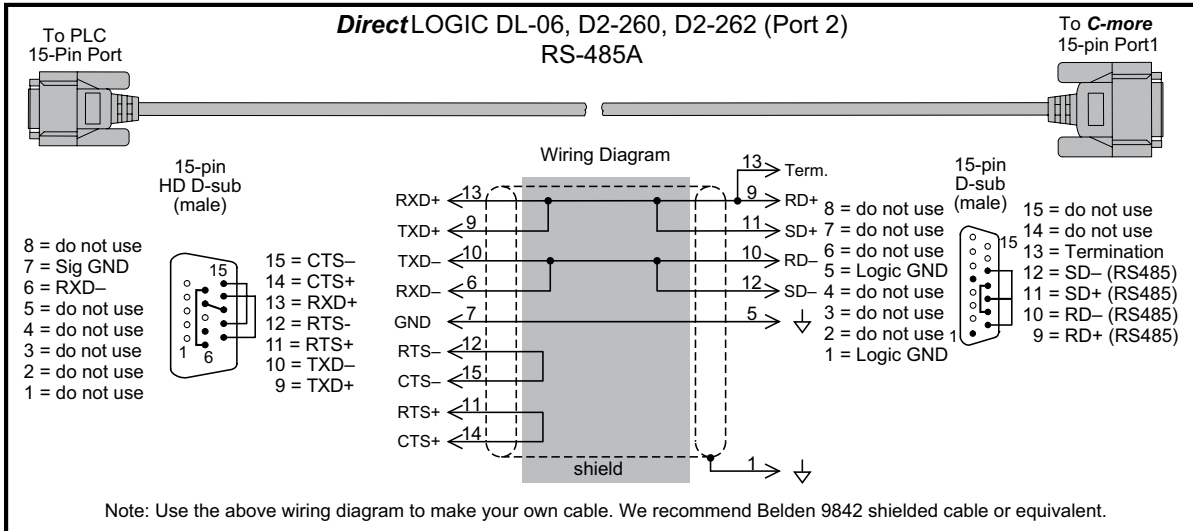 DirectLOGIC DL-06, D2-260, D2-262 (Port 2)
RS-485A
To PLC
15-Pin Port
To C-more
15-pin Port1
15-pin
HD D-sub
(male)
8 = do not use
7 = Sig GND
6 = RXD–
5 = do not use
4 = do not use
3 = do not use
2 = do not use
1 = do not use
15
1
6
15 = CTS–
14 = CTS+
13 = RXD+
12 = RTS-
11 = RTS+
10 = TXD–
9 = TXD+
Wiring Diagram
13 Term.
RXD+ 13 9 RD+
TXD+ 9 11 SD+
TXD– 10 10 RD–
RXD– 6 12 SD–
GND 7 5
RTS– 12
CTS– 15
RTS+ 11
CTS+ 14
shield
1
8 = do not use
7 = do not use
6 = do not use
5 = Logic GND
4 = do not use
3 = do not use
2 = do not use
1 = Logic GND
15-pin
D-sub
(male)
15
1
15 = do not use
14 = do not use
13 = Termination
12 = SD– (RS485)
11 = SD+ (RS485)
10 = RD– (RS485)
9 = RD+ (RS485)
Note: Use the above wiring diagram to make your own cable. We recommend Belden 9842 shielded cable or equivalent.